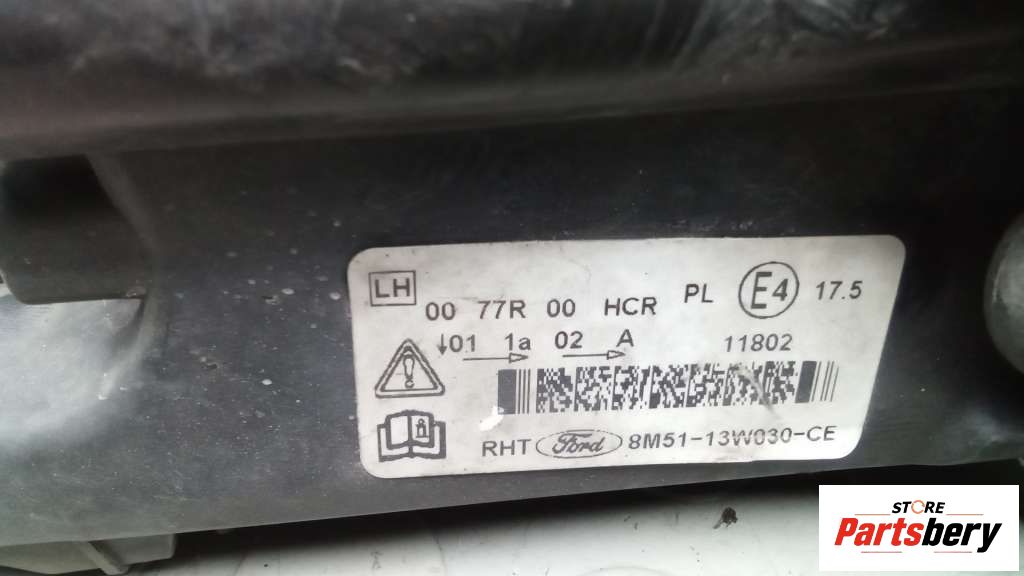 LH
00 77R 00 HCR PL E4 17.5
↓01 1a 02 A 11802
RHT Ford 8M51-13W030-CE
STORE
Partsbery